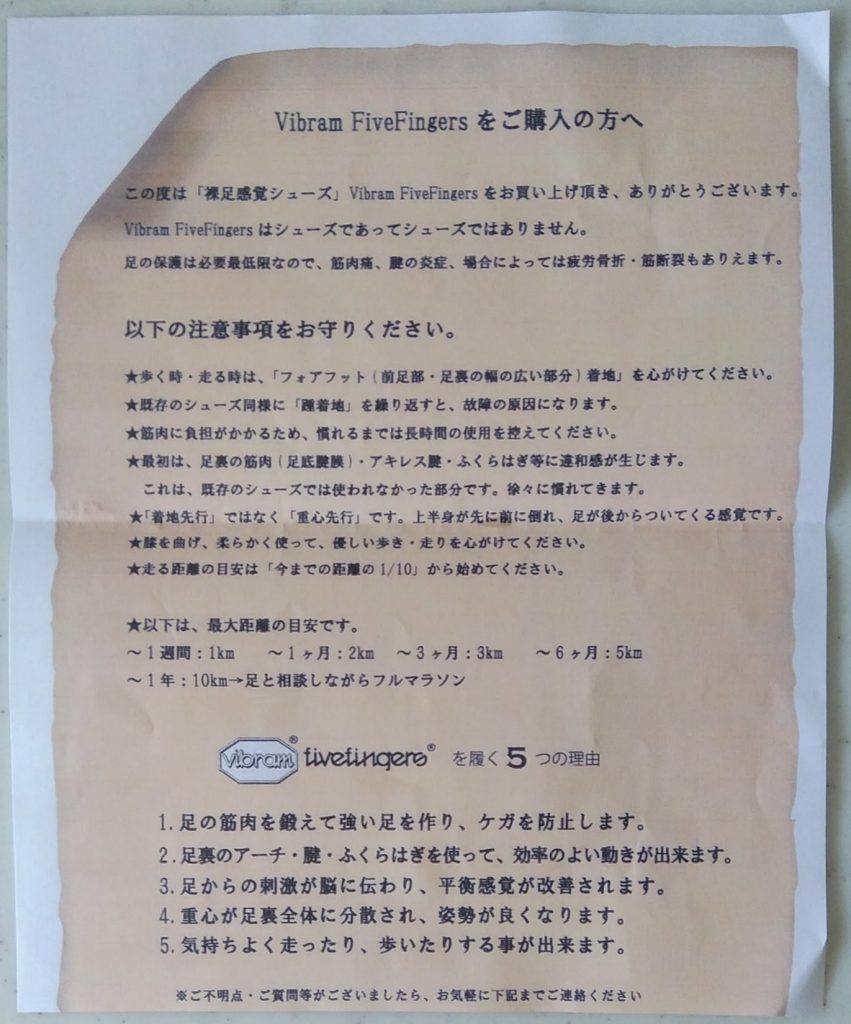 Vibram FiveFingers をご購入の方へ
この度は「裸足感覚シューズ」Vibram FiveFingers をお買い上げ頂き、ありがとうございます。
Vibram FiveFingers はシューズであってシューズではありません。
足の保護は必要最低限なので、筋肉痛、腱の炎症、場合によっては疲労骨折・筋断裂もありえます。
以下の注意事項をお守りください。
★歩く時・走る時は、「フォアフット(前足部・足裏の幅の広い部分)着地」を心がけてください。
★既存のシューズ同様に「踵着地」を繰り返すと、故障の原因になります。
★筋肉に負担がかかるため、慣れるまでは長時間の使用を控えてください。
★最初は、足裏の筋肉(足底腱膜)・アキレス腱・ふくらはぎ等に違和感が生じます。
これは、既存のシューズでは使われなかった部分です。徐々に慣れてきます。
★「着地先行」ではなく「重心先行」です。上半身が先に前に倒れ、足が後からついてくる感覚です。
★膝を曲げ、柔らかく使って、優しい歩き・走りを心がけてください。
★走る距離の目安は「今までの距離の 1/10」から始めてください。
★以下は、最大距離の目安です。
～1週間：1km ～1ヶ月：2km ～3ヶ月：3km ～6ヶ月：5km
～1年：10km→足と相談しながらフルマラソン
vibram® fivefingers® を履く 5 つの理由
1. 足の筋肉を鍛えて強い足を作り、ケガを防止します。
2. 足裏のアーチ・腱・ふくらはぎを使って、効率のよい動きが出来ます。
3. 足からの刺激が脳に伝わり、平衡感覚が改善されます。
4. 重心が足裏全体に分散され、姿勢が良くなります。
5. 気持ちよく走ったり、歩いたりする事が出来ます。
※ご不明点・ご質問等がございましたら、お気軽に下記までご連絡ください